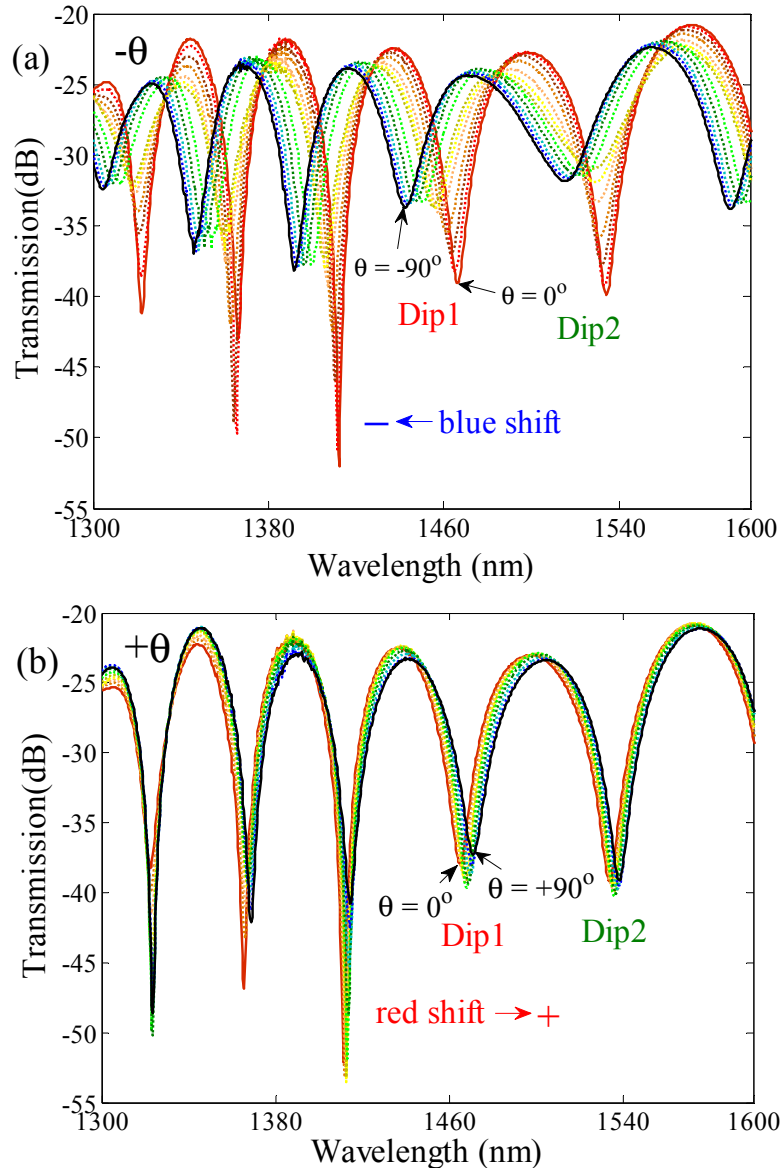 (a)
-θ
-20
-25
-30
-35
-40
-45
-50
-55
Transmission(dB)
θ = -90°
θ = 0°
Dip1
Dip2
– ← blue shift
1300 1380 1460 1540 1600
Wavelength (nm)
(b)
+θ
-20
-25
-30
-35
-40
-45
-50
-55
Transmission(dB)
θ = 0°
θ = +90°
Dip1
Dip2
red shift → +
1300 1380 1460 1540 1600
Wavelength (nm)